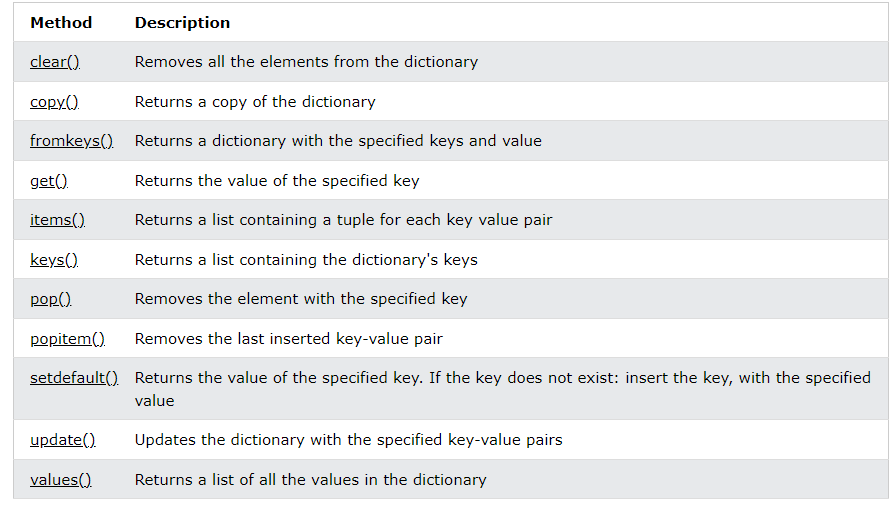 Method Description
clear() Removes all the elements from the dictionary
copy() Returns a copy of the dictionary
fromkeys() Returns a dictionary with the specified keys and value
get() Returns the value of the specified key
items() Returns a list containing a tuple for each key value pair
keys() Returns a list containing the dictionary's keys
pop() Removes the element with the specified key
popitem() Removes the last inserted key-value pair
setdefault() Returns the value of the specified key. If the key does not exist: insert the key, with the specified
value
update() Updates the dictionary with the specified key-value pairs
values() Returns a list of all the values in the dictionary